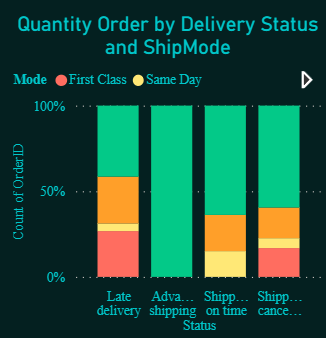 Quantity Order by Delivery Status
and ShipMode
Mode First Class Same Day
100%
50%
0%
Count of OrderID
Late
delivery
Adva...
shipping
Shipp...
on time
Shipp...
cance...
Status